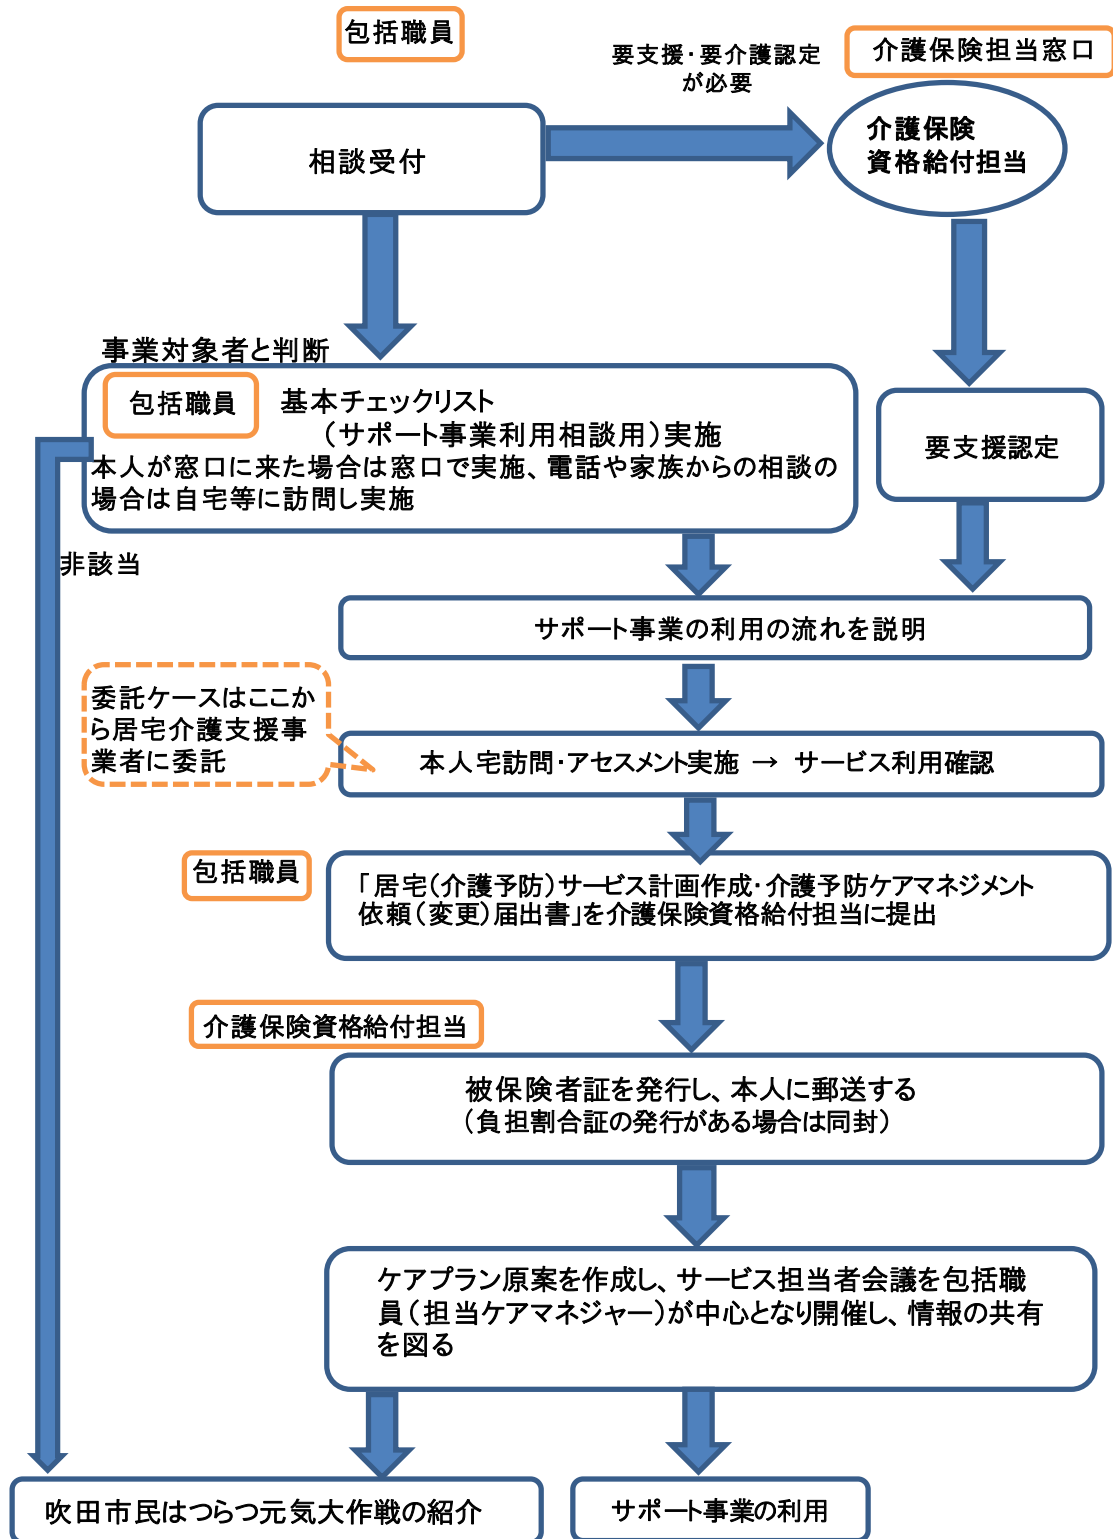 包括職員
要支援・要介護認定
が必要
介護保険担当窓口
相談受付
介護保険
資格給付担当
事業対象者と判断
包括職員
基本チェックリスト
（サポート事業利用相談用）実施
本人が窓口に来た場合は窓口で実施、電話や家族からの相談の
場合は自宅等に訪問し実施
要支援認定
非該当
サポート事業の利用の流れを説明
委託ケースはここか
ら居宅介護支援事
業者に委託
本人宅訪問・アセスメント実施 → サービス利用確認
包括職員
「居宅（介護予防）サービス計画作成・介護予防ケアマネジメント
依頼（変更）届出書」を介護保険資格給付担当に提出
介護保険資格給付担当
被保険者証を発行し、本人に郵送する
（負担割合証の発行がある場合は同封）
ケアプラン原案を作成し、サービス担当者会議を包括職
員（担当ケアマネジャー）が中心となり開催し、情報の共有
を図る
吹田市民はつらつ元気大作戦の紹介
サポート事業の利用